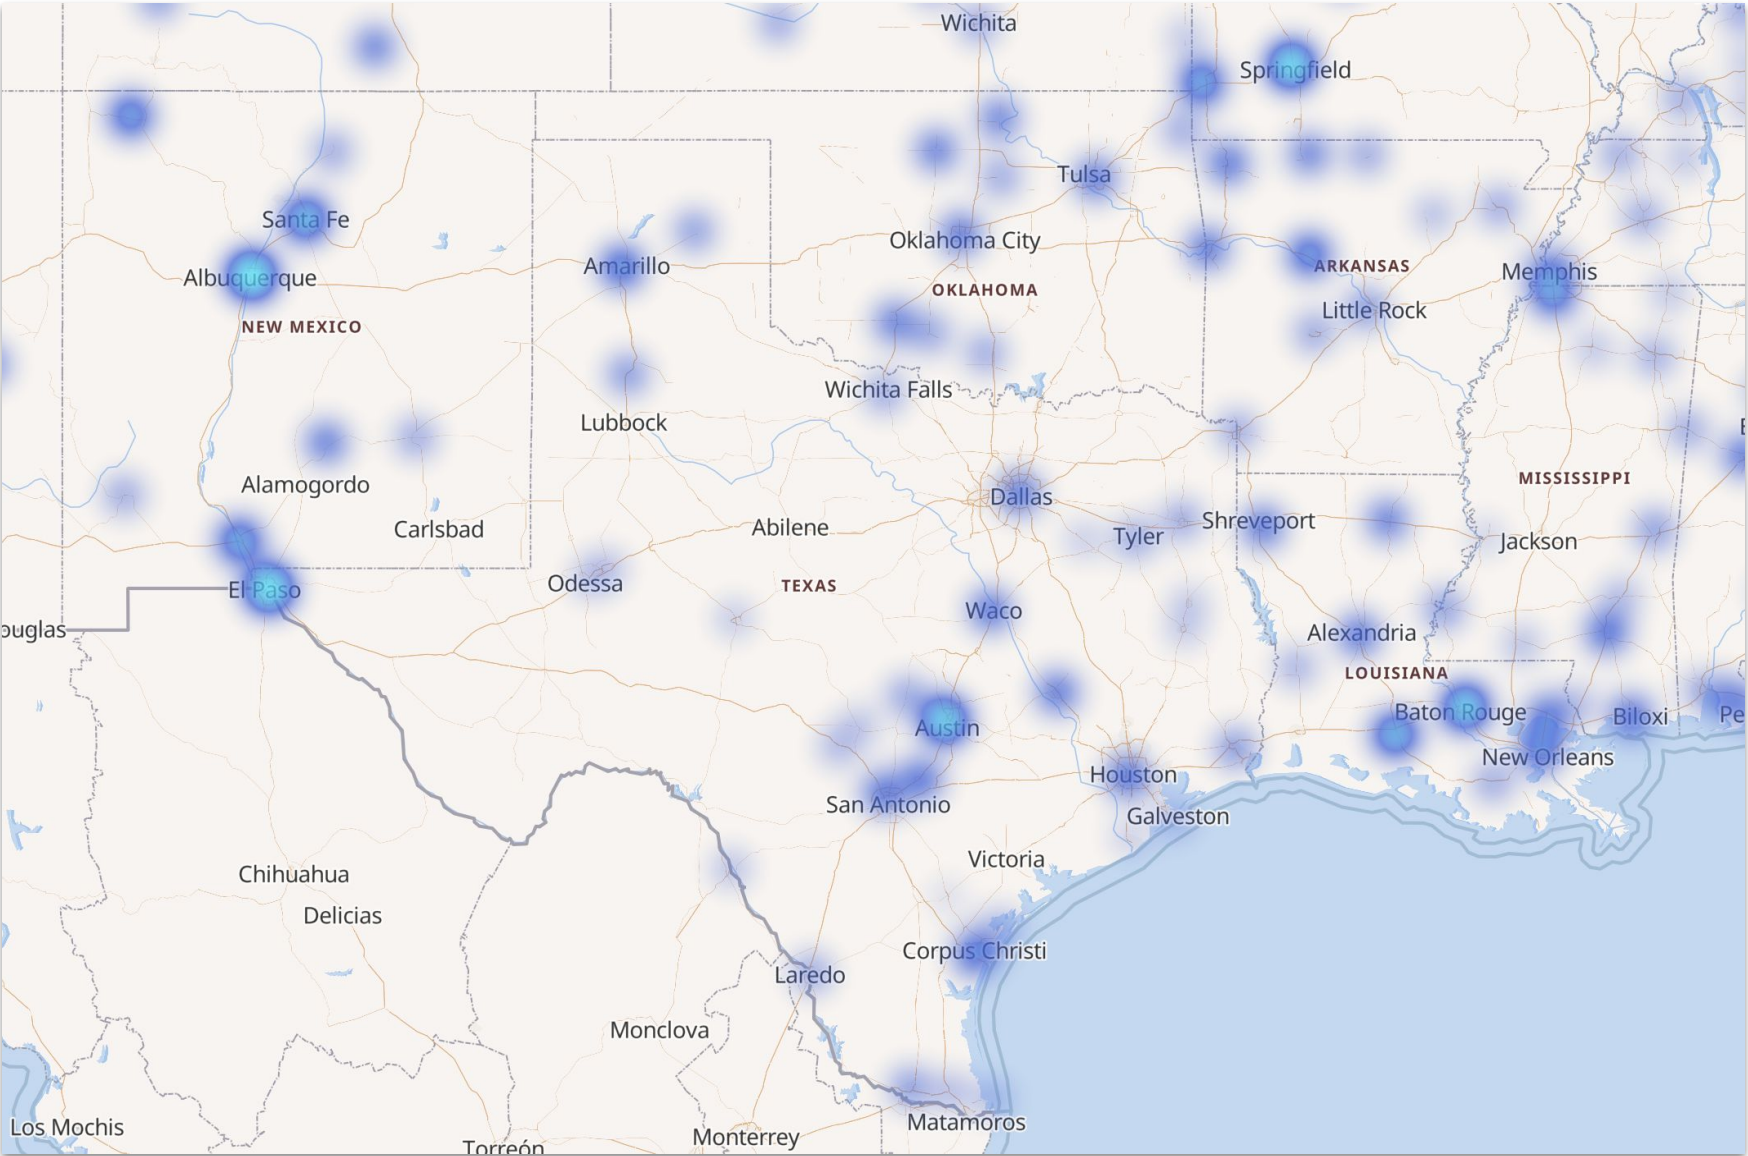 Wichita
Springfield
Tulsa
Santa Fe
Oklahoma City
Amarillo
ARKANSAS
Memphis
Albuquerque
OKLAHOMA
Little Rock
NEW MEXICO
Wichita Falls
Lubbock
MISSISSIPPI
Alamogordo
Dallas
Shreveport
Carlsbad
Abilene
Tyler
Jackson
Odessa
TEXAS
El Paso
Waco
ouglas
Alexandria
LOUISIANA
Baton Rouge
Biloxi
Pe
Austin
New Orleans
Houston
San Antonio
Galveston
Victoria
Chihuahua
Delicias
Corpus Christi
Laredo
Monclova
Matamoros
Los Mochis
Monterrey
Torreón